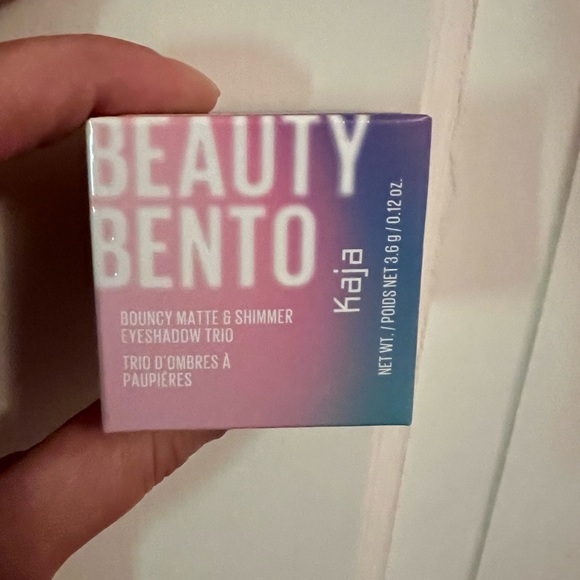 BEAUTY
BENTO
BOUNCY MATTE & SHIMMER
EYESHADOW TRIO
TRIO D'OMBRES À
PAUPIÉRES
Kaja
NET WT. / POIDS NET 3.6 g / 0.12 oz.